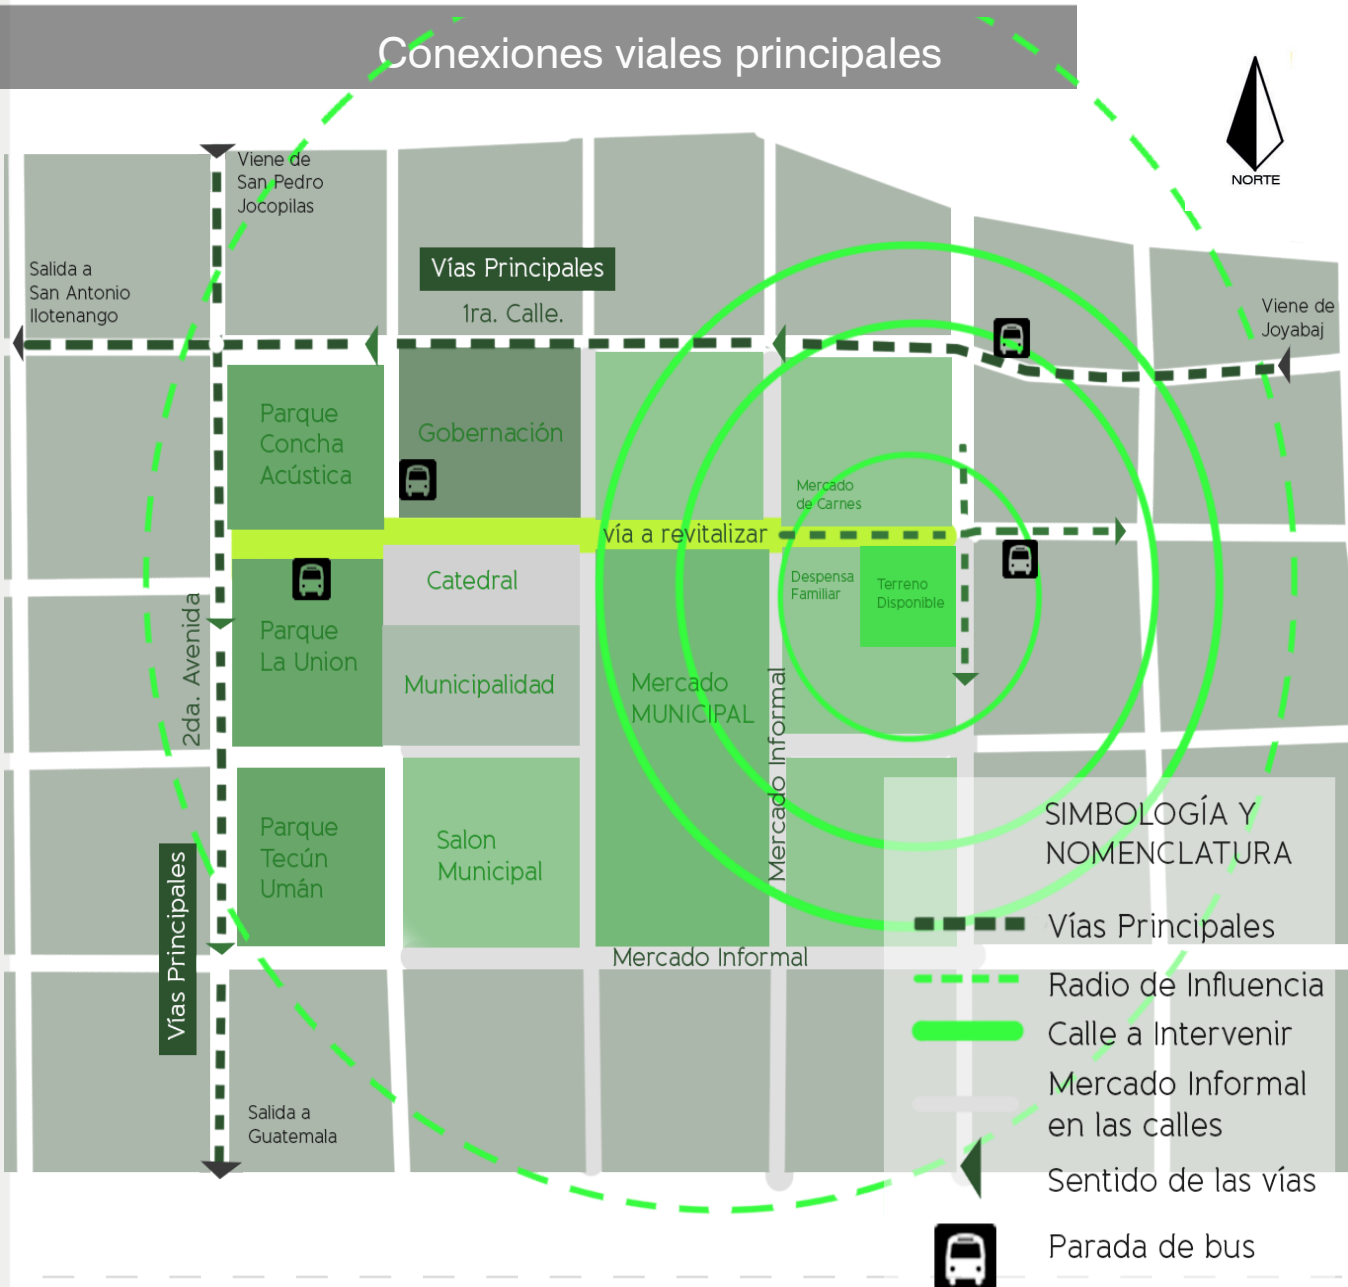 Conexiones viales principales
NORTE
Viene de
San Pedro
Jocopilas
Salida a
San Antonio
Ilotenango
Vías Principales
1ra. Calle.
Viene de
Joyabaj
Parque
Concha
Acústica
Gobernación
Mercado
de Carnes
vía a revitalizar
Catedral
Despensa
Familiar
Terreno
Disponible
2da. Avenida
Parque
La Union
Municipalidad
Mercado
MUNICIPAL
Mercado Informal
Parque
Tecún
Umán
Salon
Municipal
Vías Principales
Mercado Informal
Salida a
Guatemala
SIMBOLOGÍA Y
NOMENCLATURA
Vías Principales
Radio de Influencia
Calle a Intervenir
Mercado Informal
en las calles
Sentido de las vías
Parada de bus